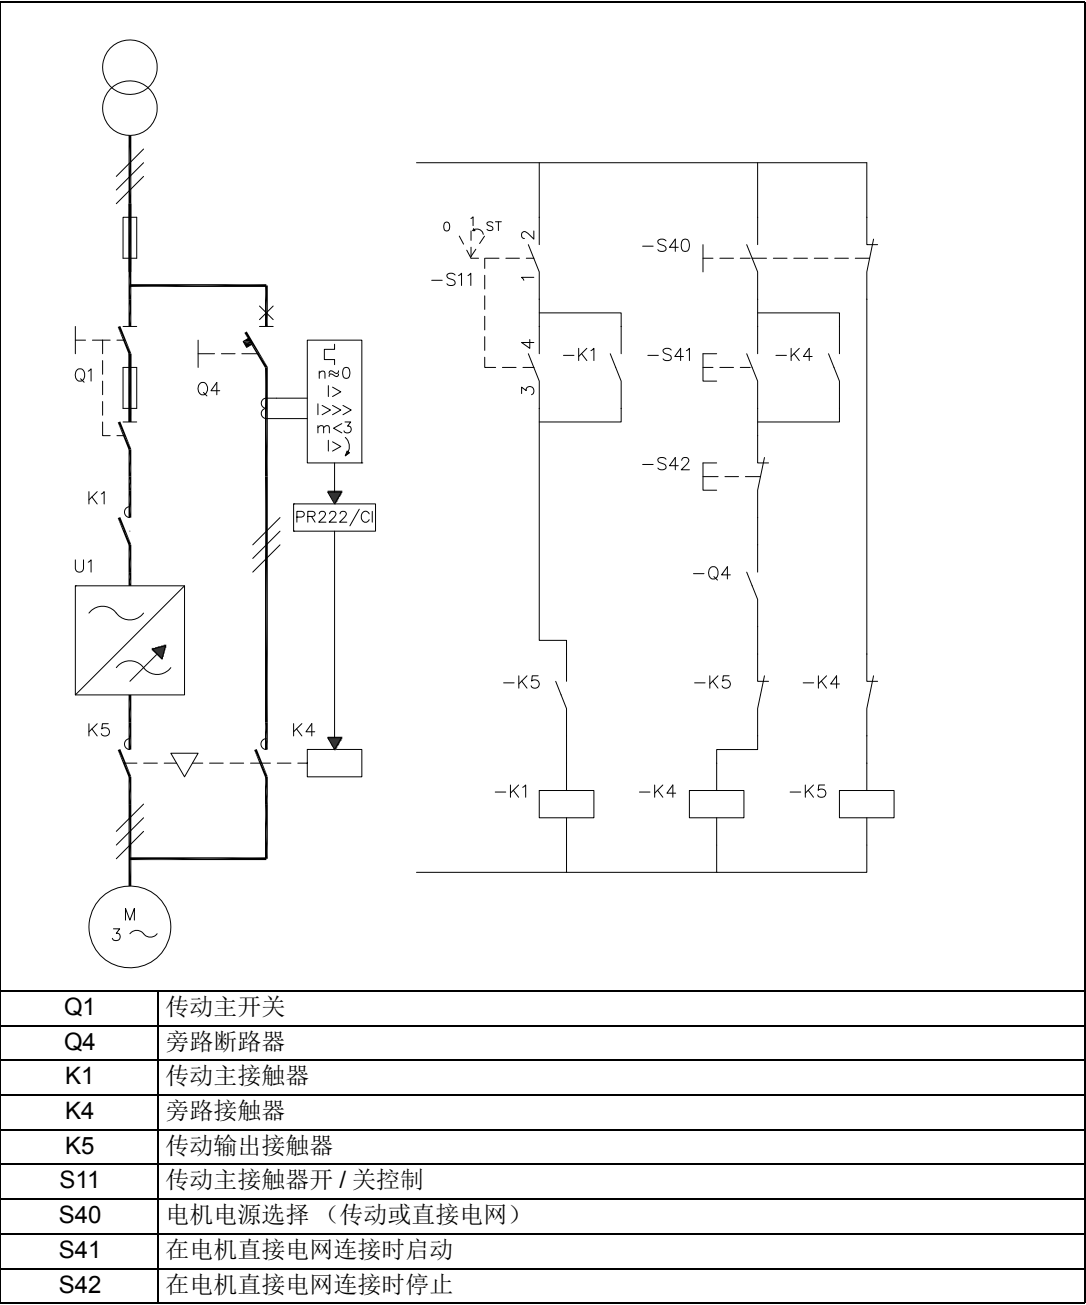 0 1 ST
2
-S11
1
4
-K1
3
-S40
-S41
-K4
-S42
-Q4
-K5
-K5
-K4
-K1
-K4
-K5
Q1
Q4
n≈0
I>
I>>>
m<3
I>
K1
PR222/CI
U1
K5
K4
M
3~
Q1 传动主开关
Q4 旁路断路器
K1 传动主接触器
K4 旁路接触器
K5 传动输出接触器
S11 传动主接触器开 / 关控制
S40 电机电源选择 （传动或直接电网）
S41 在电机直接电网连接时启动
S42 在电机直接电网连接时停止